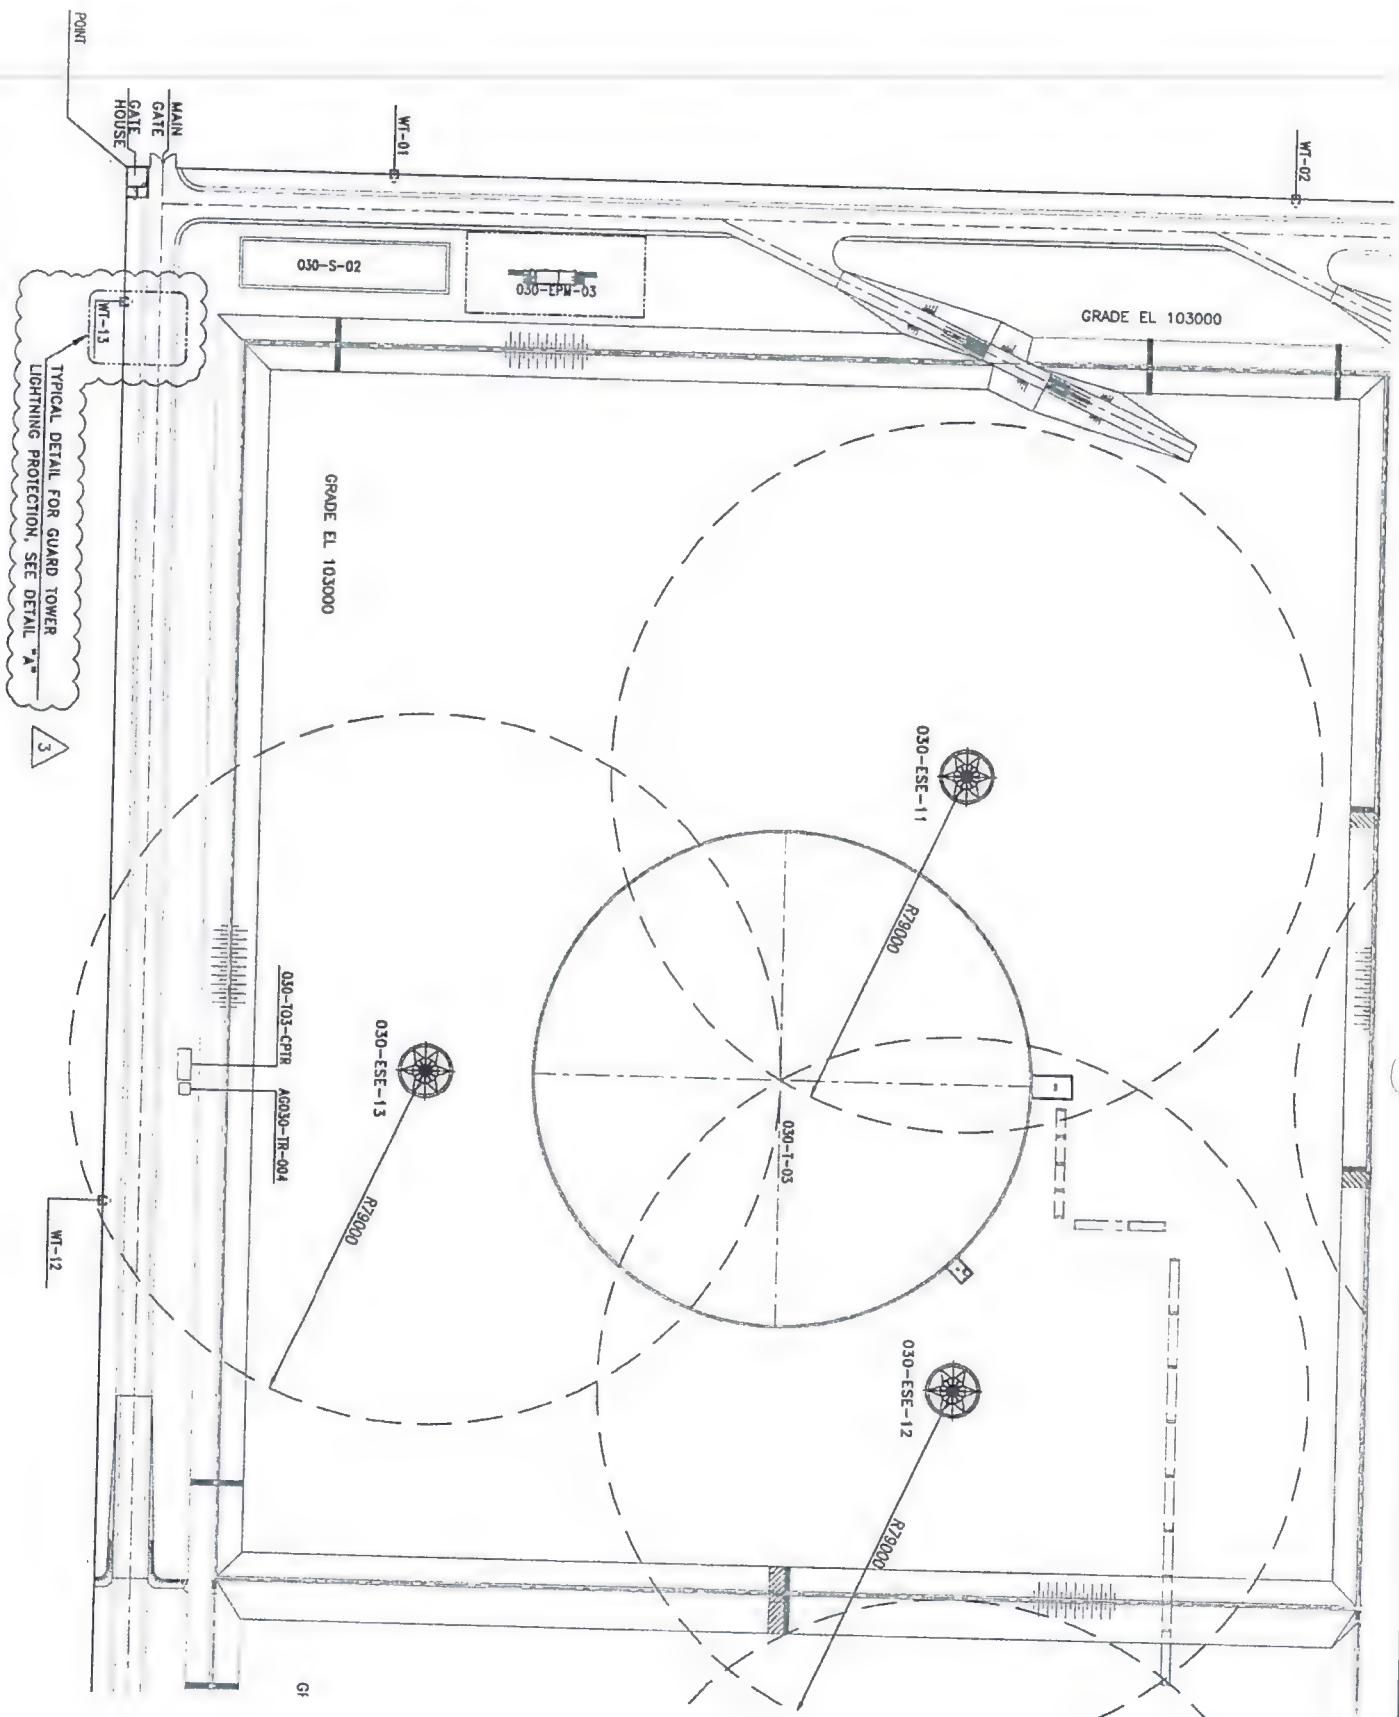 POINT
MAIN
GATE
GATE
HOUSE
WT-01
WT-02
030-S-02
030-EPM-03
GRADE EL 103000
WT-13
TYPICAL DETAIL FOR GUARD TOWER
LIGHTNING PROTECTION, SEE DETAIL "A"
3
GRADE EL 103000
030-ESE-11
R79000
030-ESE-13
R79000
030-T03-CPTR
AG030-TR-004
030-T-03
030-ESE-12
R79000
WT-12